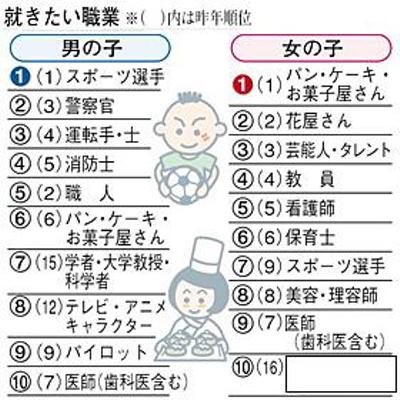 就きたい職業 ※( )内は昨年順位
男の子
① (1) スポーツ選手
② (3) 警察官
③ (4) 運転手・士
④ (5) 消防士
⑤ (2) 職 人
⑥ (6) パン・ケーキ・
お菓子屋さん
⑦ (15) 学者・大学教授・
科学者
⑧ (12) テレビ・アニメ
キャラクター
⑨ (9) パイロット
⑩ (7) 医師(歯科医含む)
女の子
① (1) パン・ケーキ・
お菓子屋さん
② (2) 花屋さん
③ (3) 芸能人・タレント
④ (4) 教 員
⑤ (5) 看護師
⑥ (6) 保育士
⑦ (9) スポーツ選手
⑧ (8) 美容・理容師
⑨ (7) 医師
(歯科医含む)
⑩ (16)